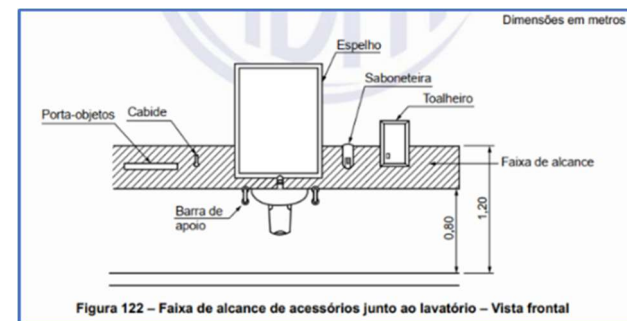 Dimensões em metros
Espelho
Saboneteira
Toalheiro
Porta-objetos
Cabide
Faixa de alcance
Barra de
apoio
0,80
1,20
Figura 122 – Faixa de alcance de acessórios junto ao lavatório – Vista frontal